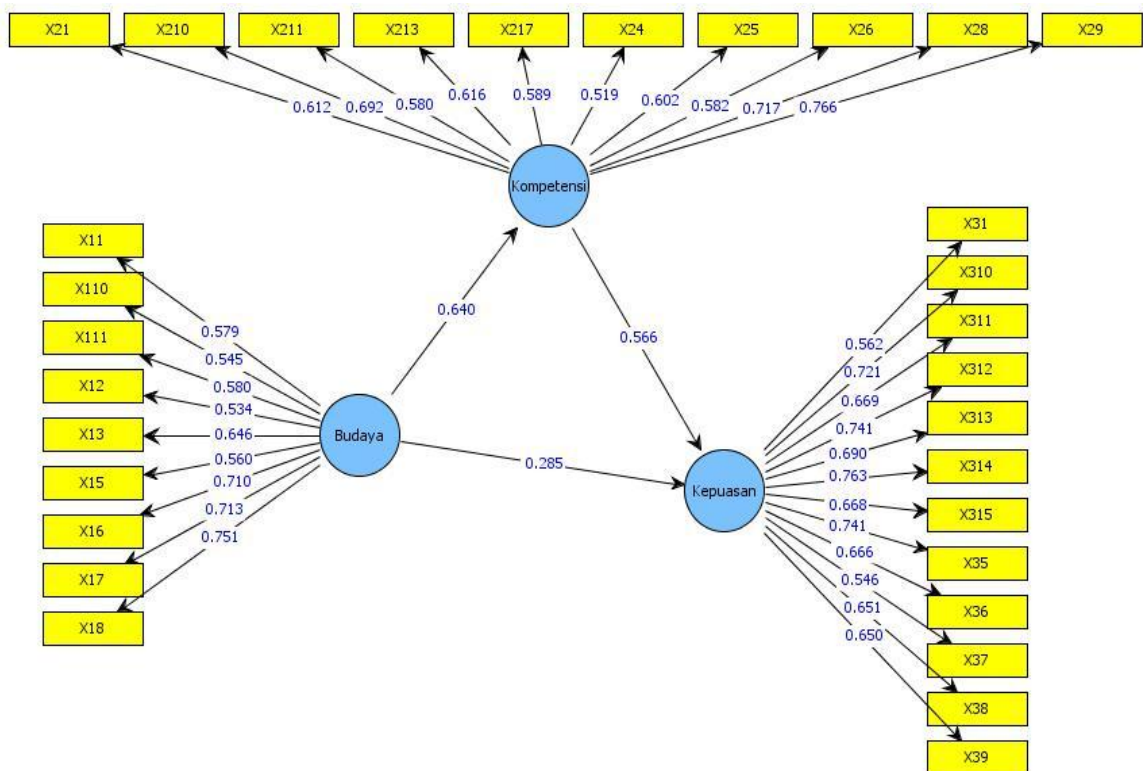 X21 X210 X211 X213 X217 X24 X25 X26 X28 X29
0.612 0.692 0.580 0.616 0.589 0.519 0.602 0.582 0.717 0.766
Kompetensi
X11
X110
X111
X12
X13
X15
X16
X17
X18
0.579
0.545
0.580
0.534
0.646
0.560
0.710
0.713
0.751
Budaya
0.640
0.566
0.285
Kepuasan
0.562
0.721
0.669
0.741
0.690
0.763
0.668
0.741
0.666
0.546
0.651
0.650
X31
X310
X311
X312
X313
X314
X315
X35
X36
X37
X38
X39